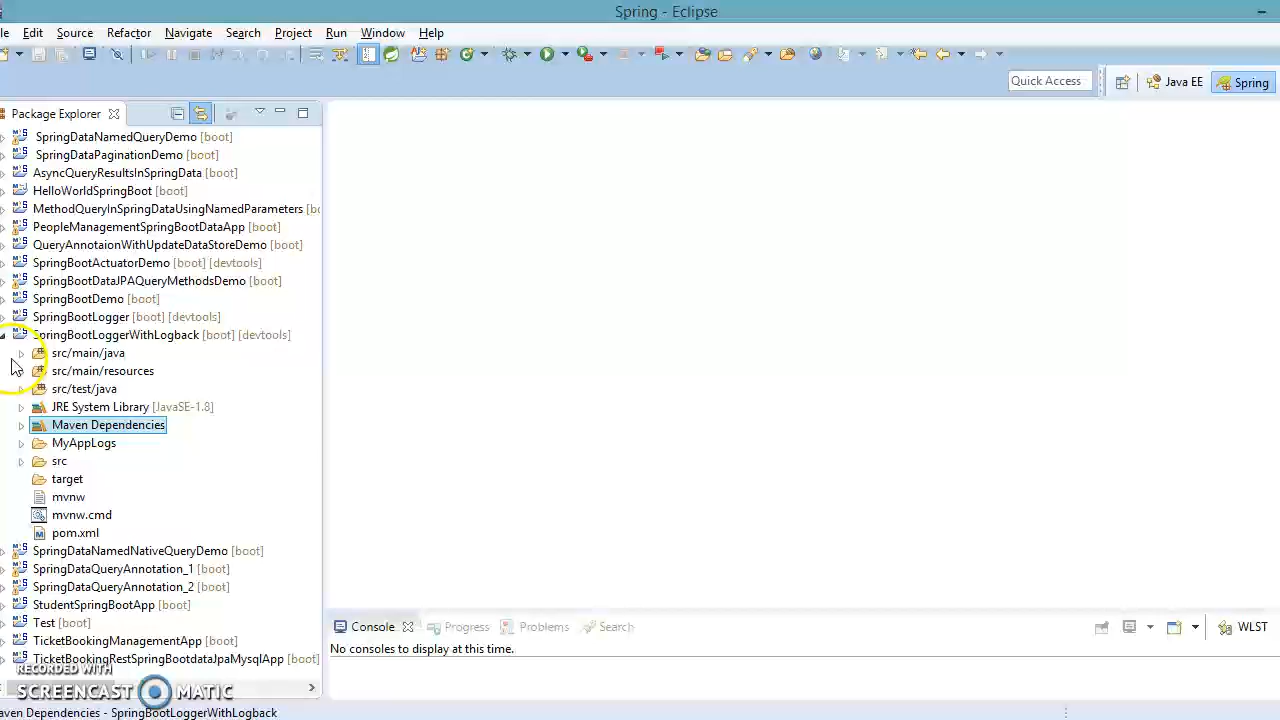 Spring - Eclipse
le Edit Source Refactor Navigate Search Project Run Window Help
Quick Access Java EE Spring
Package Explorer
SpringDataNamedQueryDemo [boot]
SpringDataPaginationDemo [boot]
AsyncQueryResultsInSpringData [boot]
HelloWorldSpringBoot [boot]
MethodQueryInSpringDataUsingNamedParameters [bo
PeopleManagementSpringBootDataApp [boot]
QueryAnnotaionWithUpdateDataStoreDemo [boot]
SpringBootActuatorDemo [boot] [devtools]
SpringBootDataJPAQueryMethodsDemo [boot]
SpringBootDemo [boot]
SpringBootLogger [boot] [devtools]
SpringBootLoggerWithLogback [boot] [devtools]
src/main/java
src/main/resources
src/test/java
JRE System Library [JavaSE-1.8]
Maven Dependencies
MyAppLogs
src
target
mvnw
mvnw.cmd
pom.xml
SpringDataNamedNativeQueryDemo [boot]
SpringDataQueryAnnotation_1 [boot]
SpringDataQueryAnnotation_2 [boot]
StudentSpringBootApp [boot]
Test [boot]
TicketBookingManagementApp [boot]
TicketBookingRestSpringBootdataJpaMysqlApp [boot]
Console Progress Problems Search WLST
No consoles to display at this time.
RECORDED WITH
SCREENCAST MATIC
aven Dependencies - SpringBootLoggerWithLogback